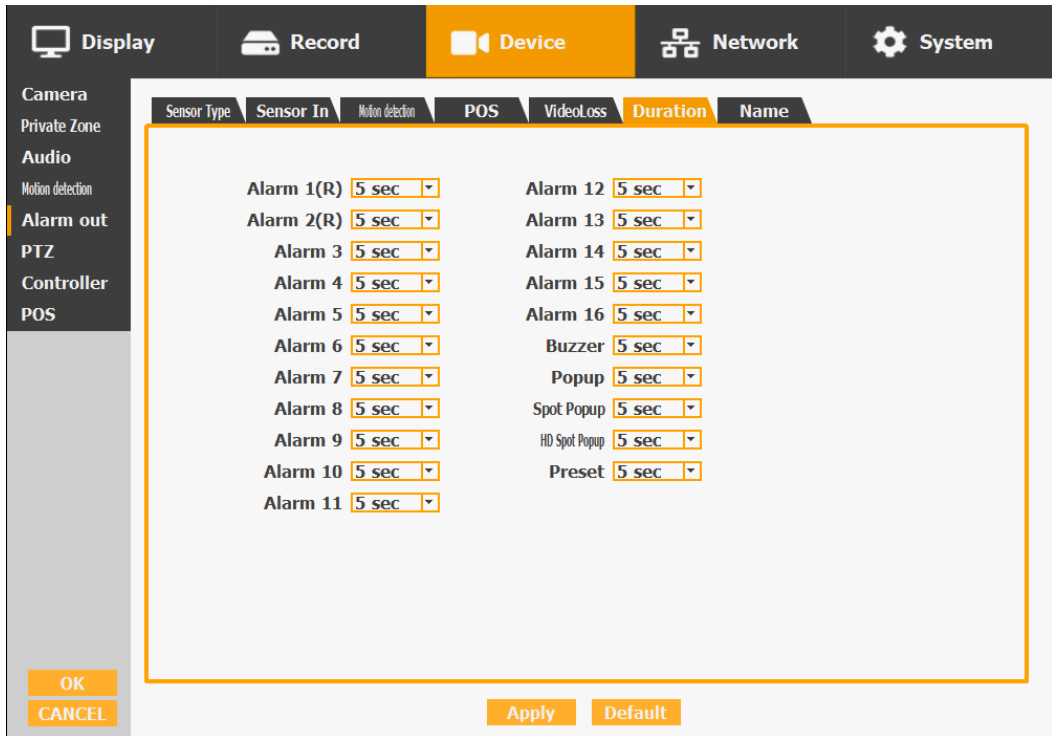 Display Record Device Network System
Camera
Private Zone
Audio
Motion detection
Alarm out
PTZ
Controller
POS
Sensor Type Sensor In Motion detection POS VideoLoss Duration Name
Alarm 1(R) 5 sec Alarm 12 5 sec
Alarm 2(R) 5 sec Alarm 13 5 sec
Alarm 3 5 sec Alarm 14 5 sec
Alarm 4 5 sec Alarm 15 5 sec
Alarm 5 5 sec Alarm 16 5 sec
Alarm 6 5 sec Buzzer 5 sec
Alarm 7 5 sec Popup 5 sec
Alarm 8 5 sec Spot Popup 5 sec
Alarm 9 5 sec HD Spot Popup 5 sec
Alarm 10 5 sec Preset 5 sec
Alarm 11 5 sec
OK
CANCEL
Apply Default